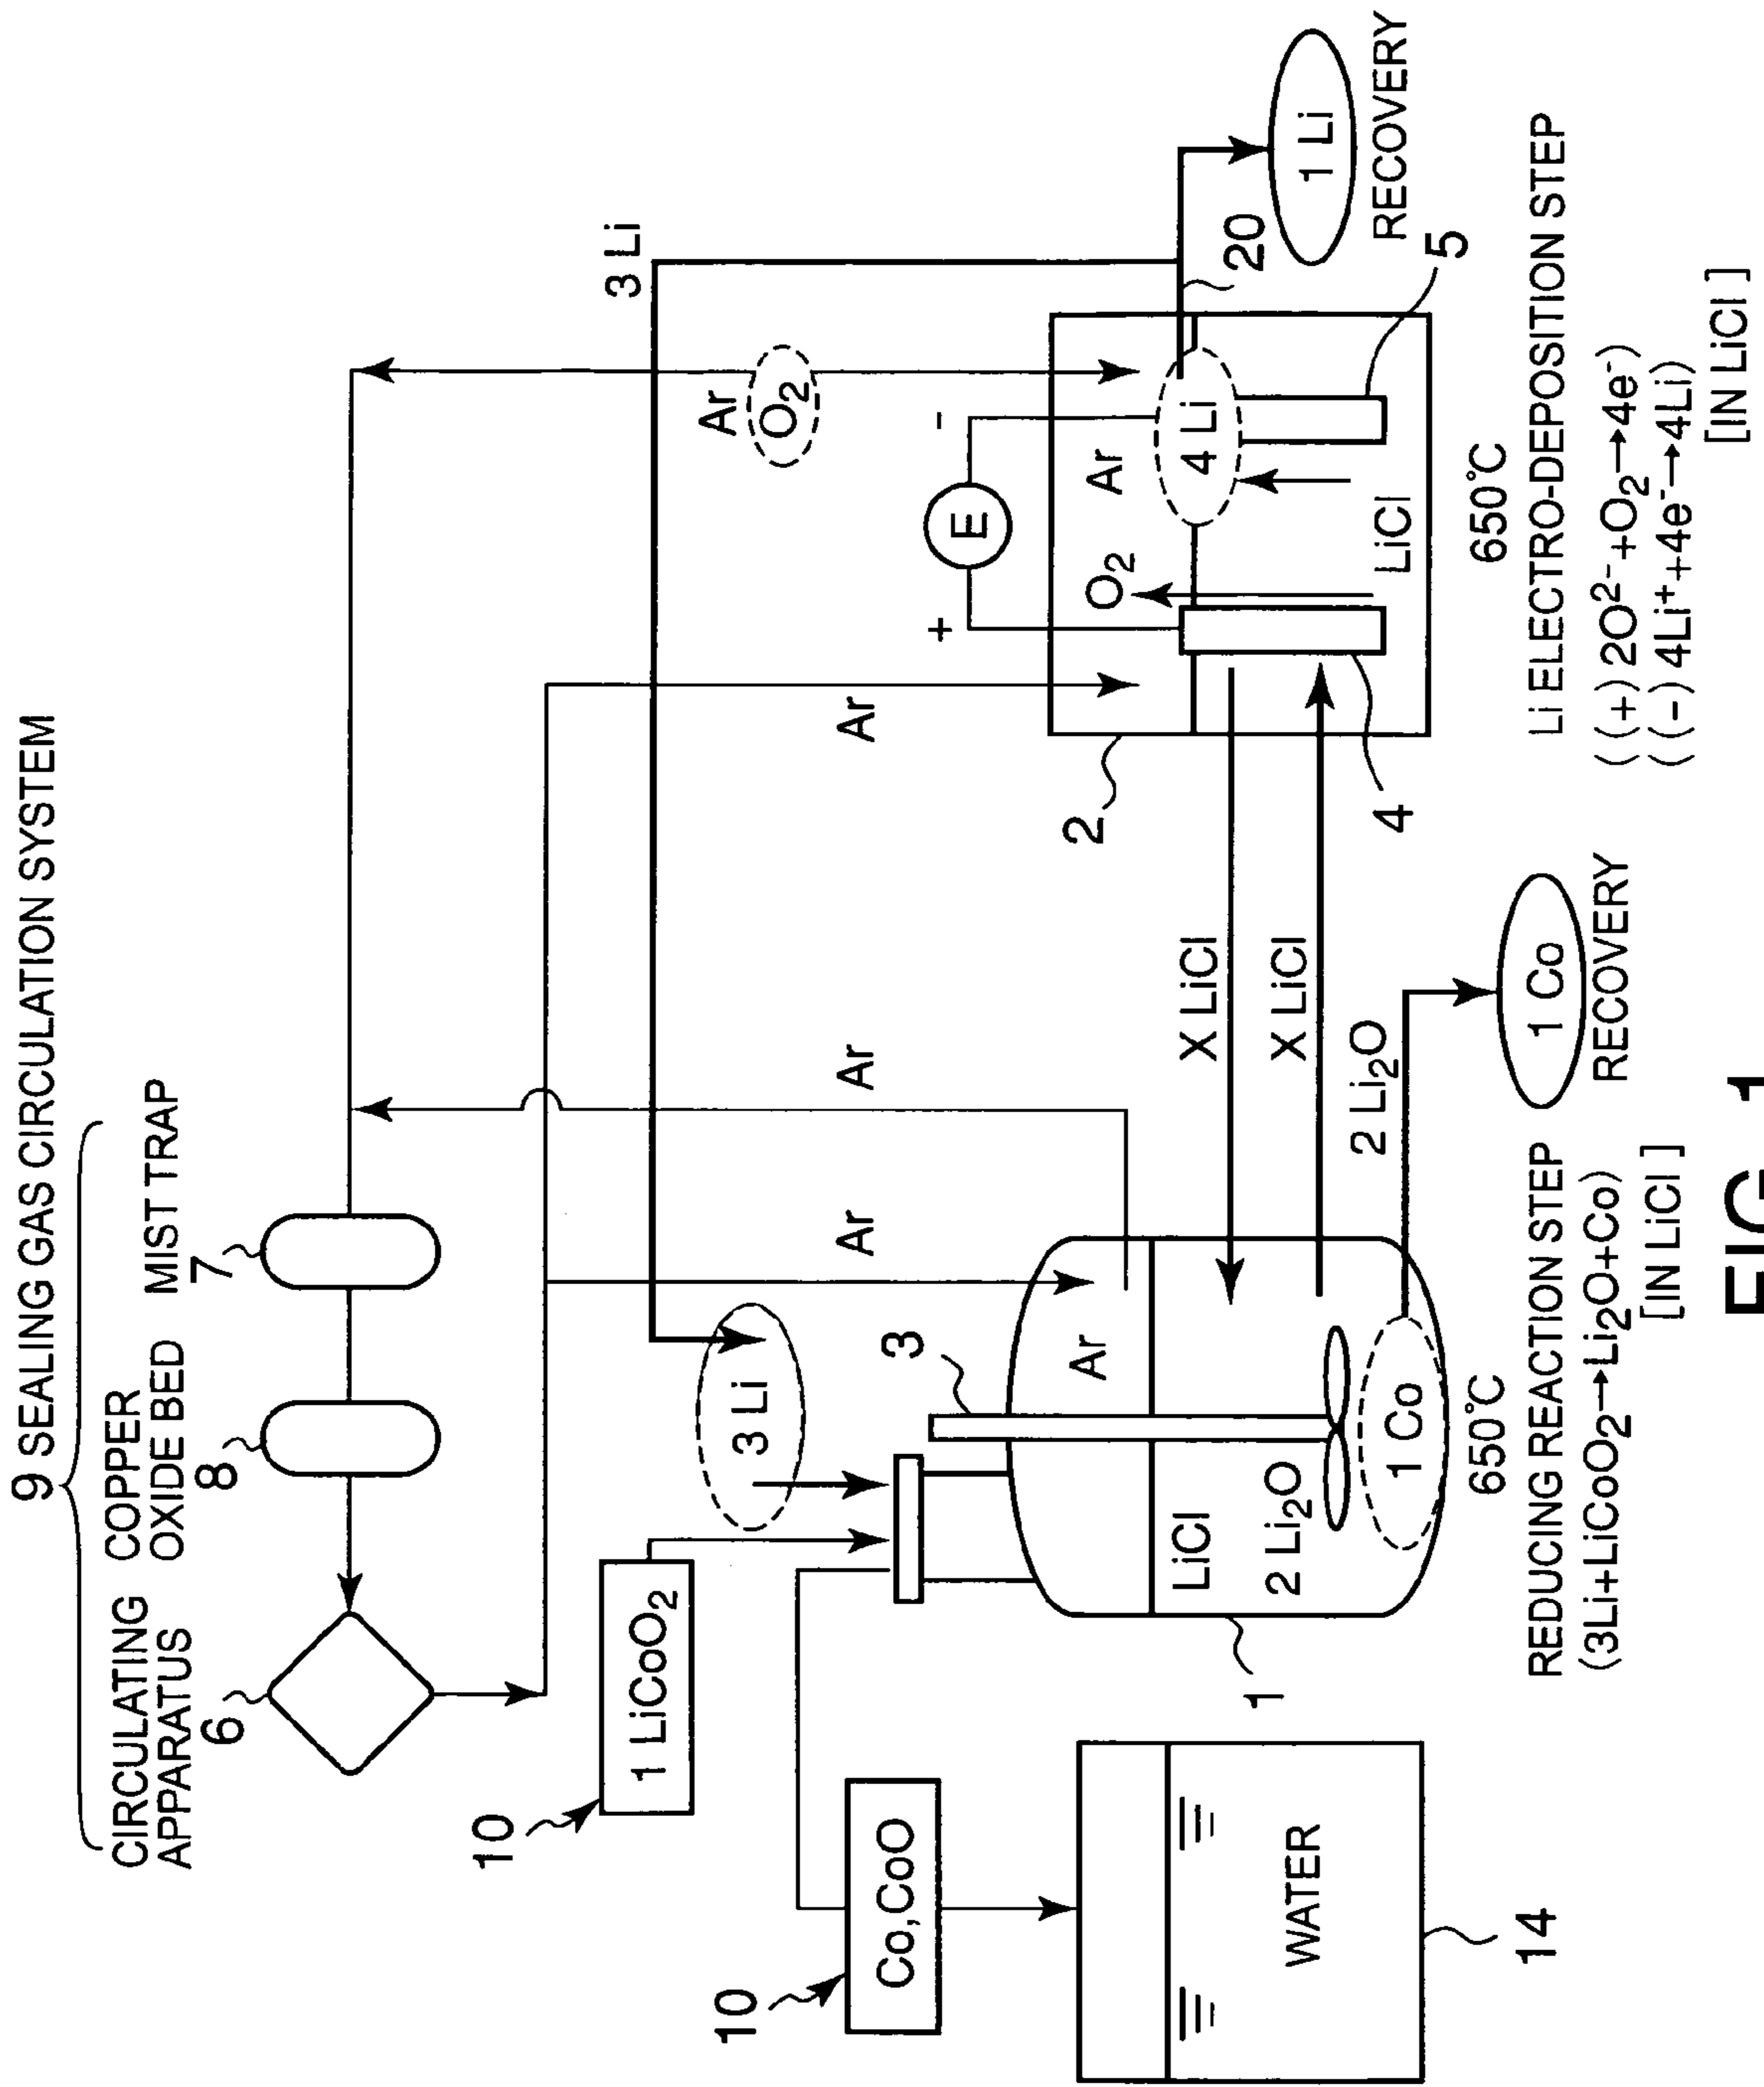 9 SEALING GAS CIRCULATION SYSTEM
CIRCULATING
APPARATUS
6
COPPER
OXIDE BED
8
MIST TRAP
7
10
1 LiCoO2
3 Li
3 Li
Ar
O2
10
Co,CoO
3
Ar
Ar
Ar
+
E
-
Ar
LiCl
2 Li2O
1 Co
1
X LiCl
X LiCl
2 Li2O
2
O2
Ar
4 Li
LiCl
4
5
20
1 Li
RECOVERY
WATER
14
650°C
REDUCING REACTION STEP
(3Li+LiCoO2→Li2O+Co)
[IN LiCl ]
1 Co
RECOVERY
650°C
Li ELECTRO-DEPOSITION STEP
((+) 2O2-+O2→4e-)
((-) 4Li++4e-→4Li)
[IN LiCl ]
FIG. 1